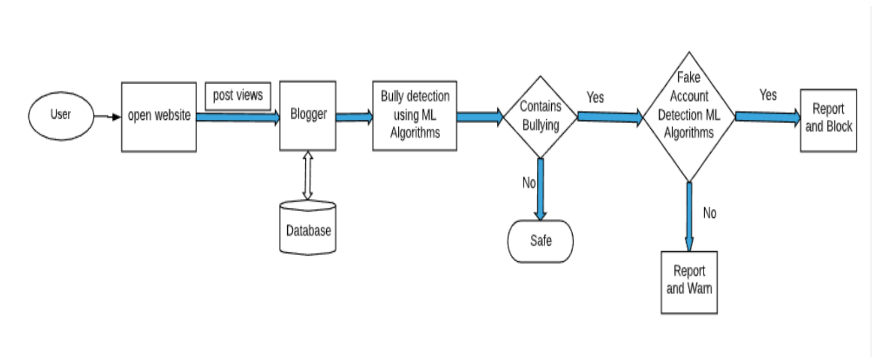 User
open website
post views
Blogger
Database
Bully detection
using ML
Algorithms
Contains
Bullying
Yes
No
Safe
Fake
Account
Detection ML
Algorithms
Yes
Report
and Block
No
Report
and Warn